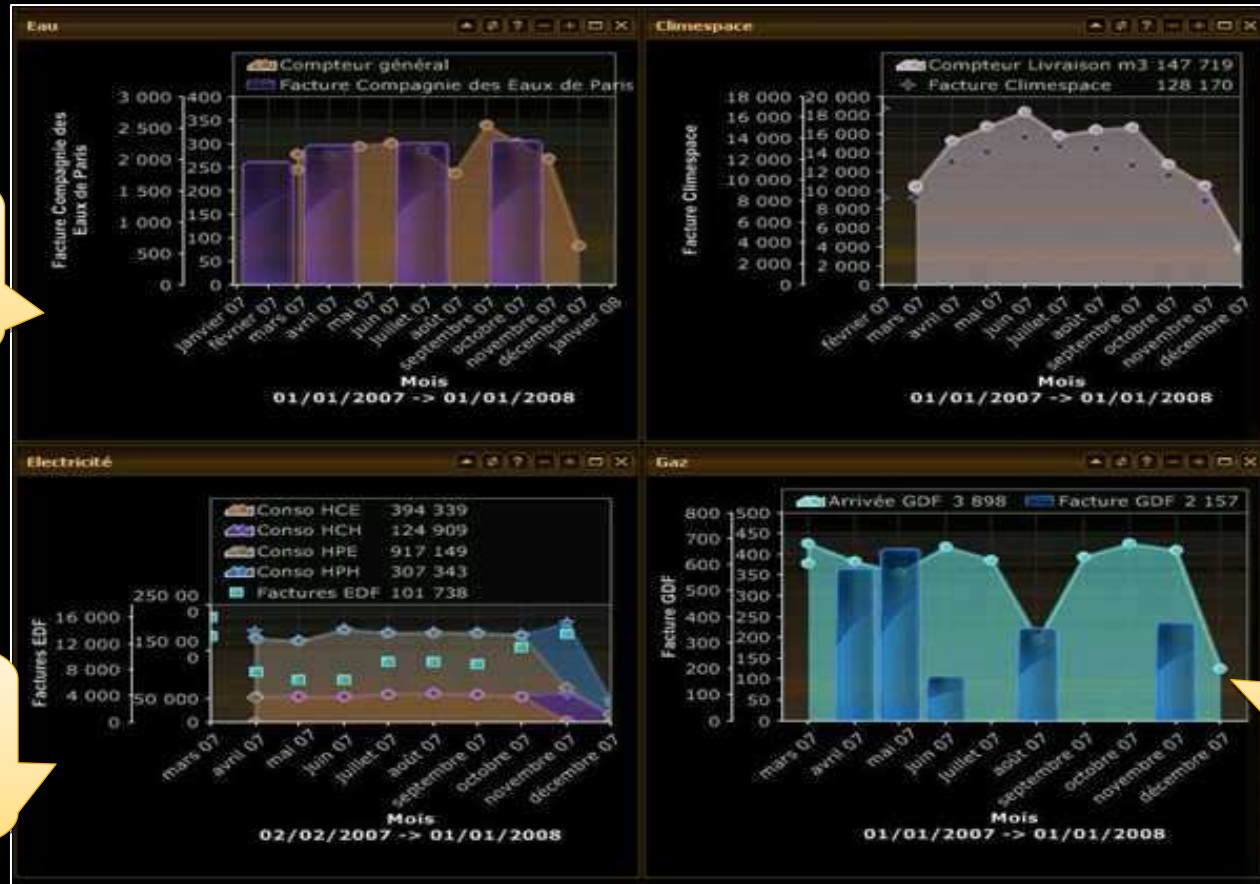 Eau
Compteur général
Facture Compagnie des Eaux de Paris
Facture Compagnie des
Eaux de Paris
3 000
2 500
2 000
1 500
1 000
500
0
400
350
300
250
200
150
100
50
0
janvier 07
février 07
mars 07
avril 07
mai 07
juin 07
juillet 07
août 07
septembre 07
octobre 07
novembre 07
décembre 07
janvier 08
Mois
01/01/2007 -> 01/01/2008
Climespace
Compteur Livraison m3 147 719
Facture Climespace 128 170
Facture Climespace
18 000
16 000
14 000
12 000
10 000
8 000
6 000
4 000
2 000
0
20 000
18 000
16 000
14 000
12 000
10 000
8 000
6 000
4 000
2 000
0
février 07
mars 07
avril 07
mai 07
juin 07
juillet 07
août 07
septembre 07
octobre 07
novembre 07
décembre 07
Mois
01/01/2007 -> 01/01/2008
Electricité
Conso HCE 394 339
Conso HCH 124 909
Conso HPE 917 149
Conso HPH 307 343
Factures EDF 101 738
Factures EDF
16 000
12 000
8 000
4 000
0
250 00
0
150 00
0
50 000
0
mars 07
avril 07
mai 07
juin 07
juillet 07
août 07
septembre 07
octobre 07
novembre 07
décembre 07
Mois
02/02/2007 -> 01/01/2008
Gaz
Arrivée GDF 3 898 Facture GDF 2 157
Facture GDF
800
700
600
500
400
300
200
100
0
500
450
400
350
300
250
200
150
100
50
0
mars 07
avril 07
mai 07
juin 07
juillet 07
août 07
septembre 07
octobre 07
novembre 07
décembre 07
Mois
01/01/2007 -> 01/01/2008